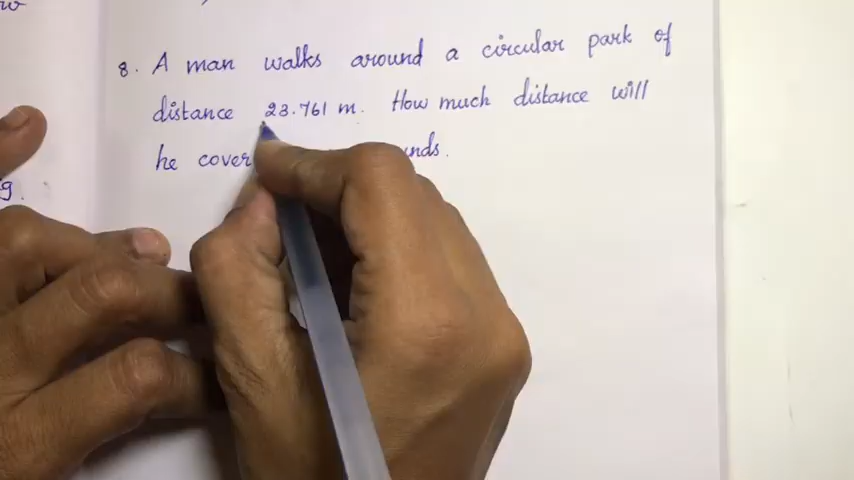 8. A man walks around a circular park of
distance 23.761 m. How much distance will
he cover
g.